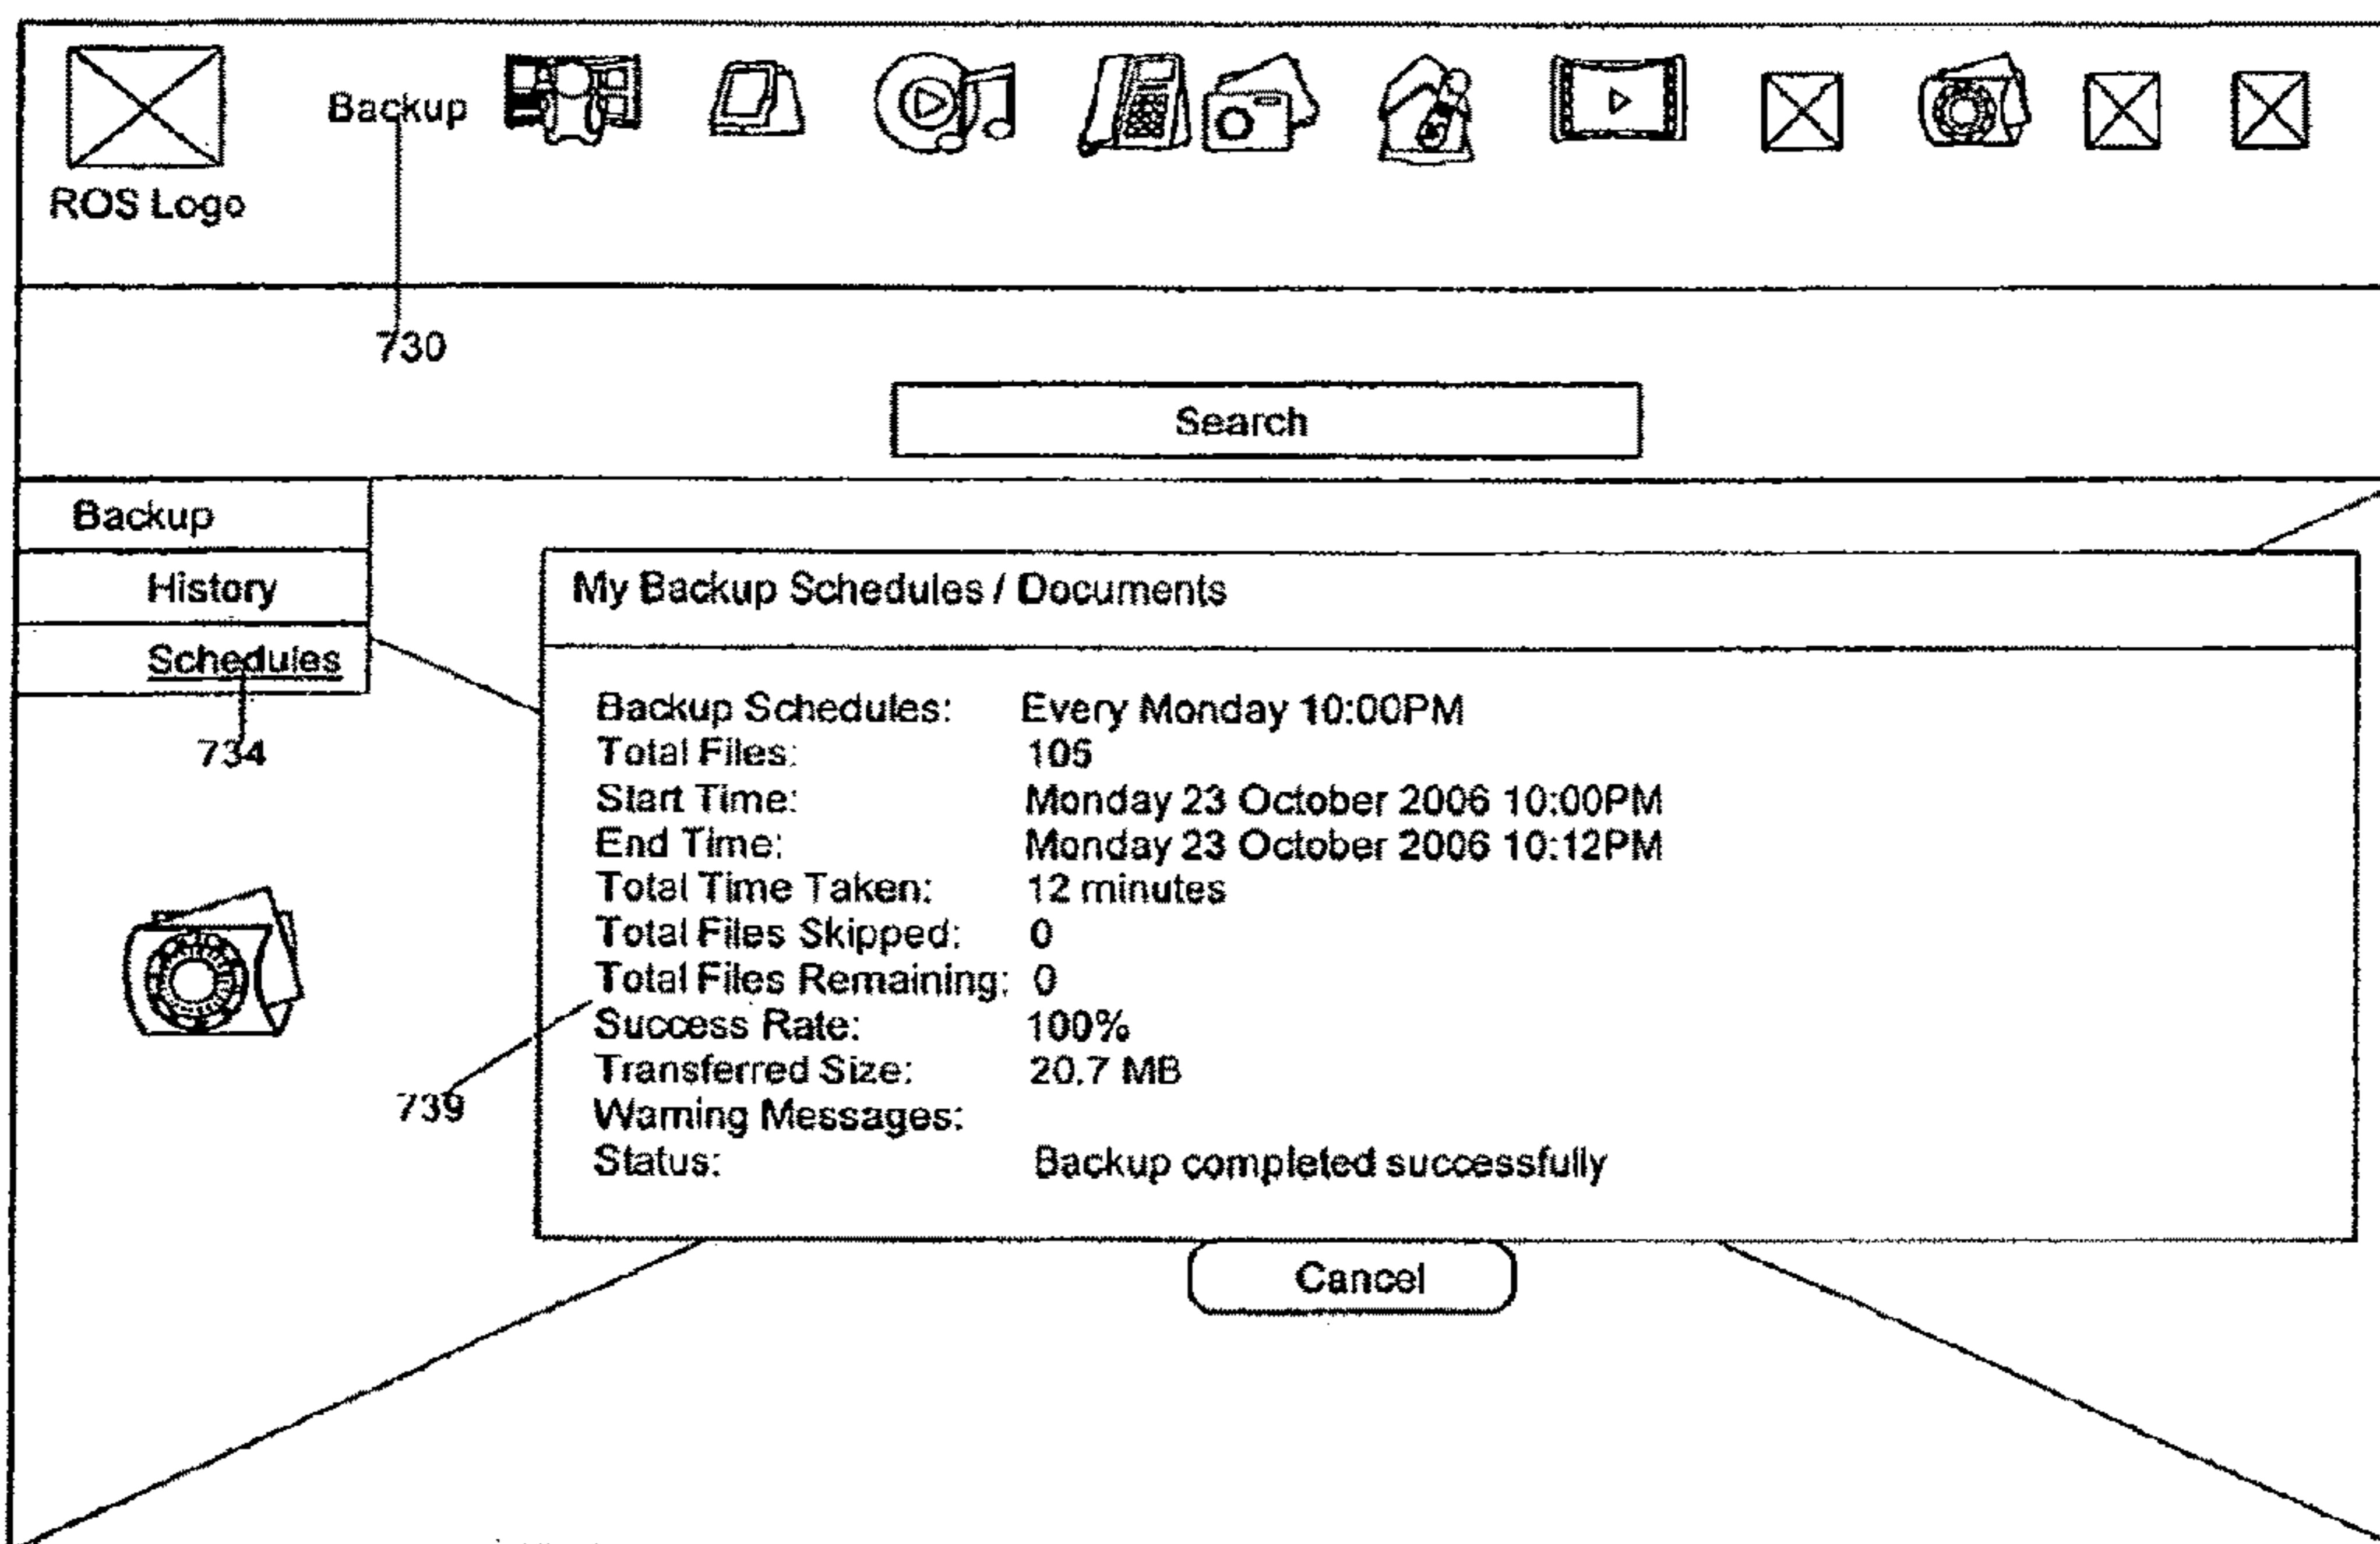 Backup
ROS Logo
730
Search
Backup
History
Schedules
734
My Backup Schedules / Documents
Backup Schedules: Every Monday 10:00PM
Total Files: 105
Start Time: Monday 23 October 2006 10:00PM
End Time: Monday 23 October 2006 10:12PM
Total Time Taken: 12 minutes
Total Files Skipped: 0
Total Files Remaining: 0
Success Rate: 100%
Transferred Size: 20.7 MB
739
Warning Messages:
Status: Backup completed successfully
Cancel